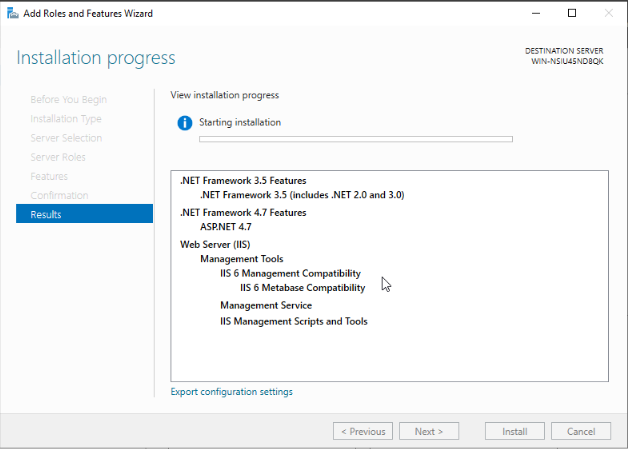 Add Roles and Features Wizard
Installation progress
DESTINATION SERVER
WIN-NSIU45ND8QK
Before You Begin
Installation Type
Server Selection
Server Roles
Features
Confirmation
Results
View installation progress
Starting installation
.NET Framework 3.5 Features
.NET Framework 3.5 (includes .NET 2.0 and 3.0)
.NET Framework 4.7 Features
ASP.NET 4.7
Web Server (IIS)
Management Tools
IIS 6 Management Compatibility
IIS 6 Metabase Compatibility
Management Service
IIS Management Scripts and Tools
Export configuration settings
< Previous
Next >
Install
Cancel